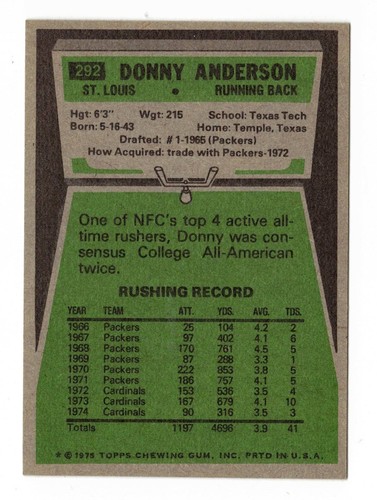 292 DONNY ANDERSON
ST. LOUIS • RUNNING BACK
Hgt: 6'3" Wgt: 215 School: Texas Tech
Born: 5-16-43 Home: Temple, Texas
Drafted: #1-1965 (Packers)
How Acquired: trade with Packers-1972
One of NFC's top 4 active all-
time rushers, Donny was con-
sensus College All-American
twice.
RUSHING RECORD
YEAR TEAM ATT. YDS. AVG. TDS.
1966 Packers 25 104 4.2 2
1967 Packers 97 402 4.1 6
1968 Packers 170 761 4.5 5
1969 Packers 87 288 3.3 1
1970 Packers 222 853 3.8 5
1971 Packers 186 757 4.1 5
1972 Cardinals 153 536 3.5 4
1973 Cardinals 167 679 4.1 10
1974 Cardinals 90 316 3.5 3
Totals 1197 4696 3.9 41
* © 1975 TOPPS CHEWING GUM, INC. PRTD IN U.S.A.